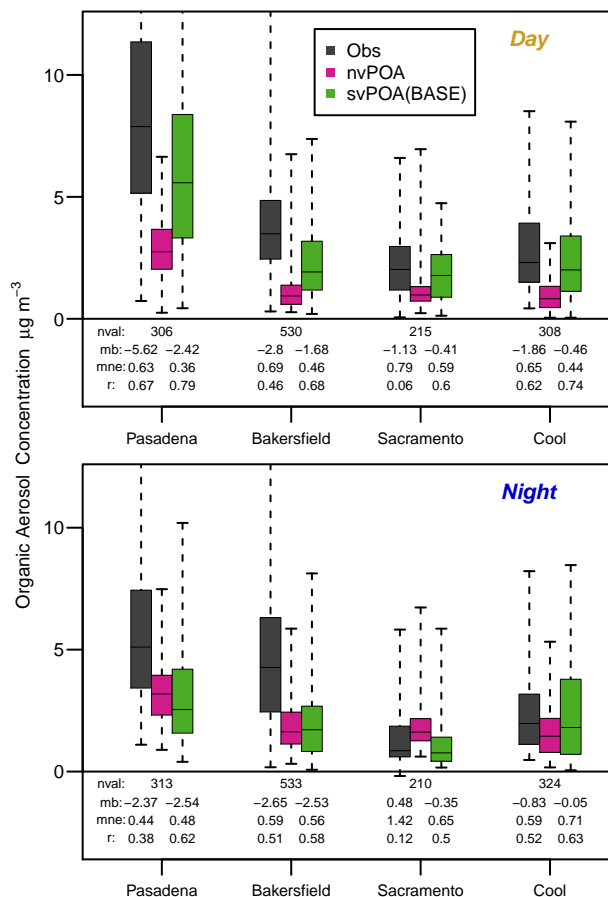 Organic Aerosol Concentration μg m⁻³
Day
Obs
nvPOA
svPOA(BASE)
10
5
0
nval: 306 530 215 308
mb: −5.62 −2.42 −2.8 −1.68 −1.13 −0.41 −1.86 −0.46
mne: 0.63 0.36 0.69 0.46 0.79 0.59 0.65 0.44
r: 0.67 0.79 0.46 0.68 0.06 0.6 0.62 0.74
Pasadena Bakersfield Sacramento Cool
Night
10
5
0
nval: 313 533 210 324
mb: −2.37 −2.54 −2.65 −2.53 0.48 −0.35 −0.83 −0.05
mne: 0.44 0.48 0.59 0.56 1.42 0.65 0.59 0.71
r: 0.38 0.62 0.51 0.58 0.12 0.5 0.52 0.63
Pasadena Bakersfield Sacramento Cool